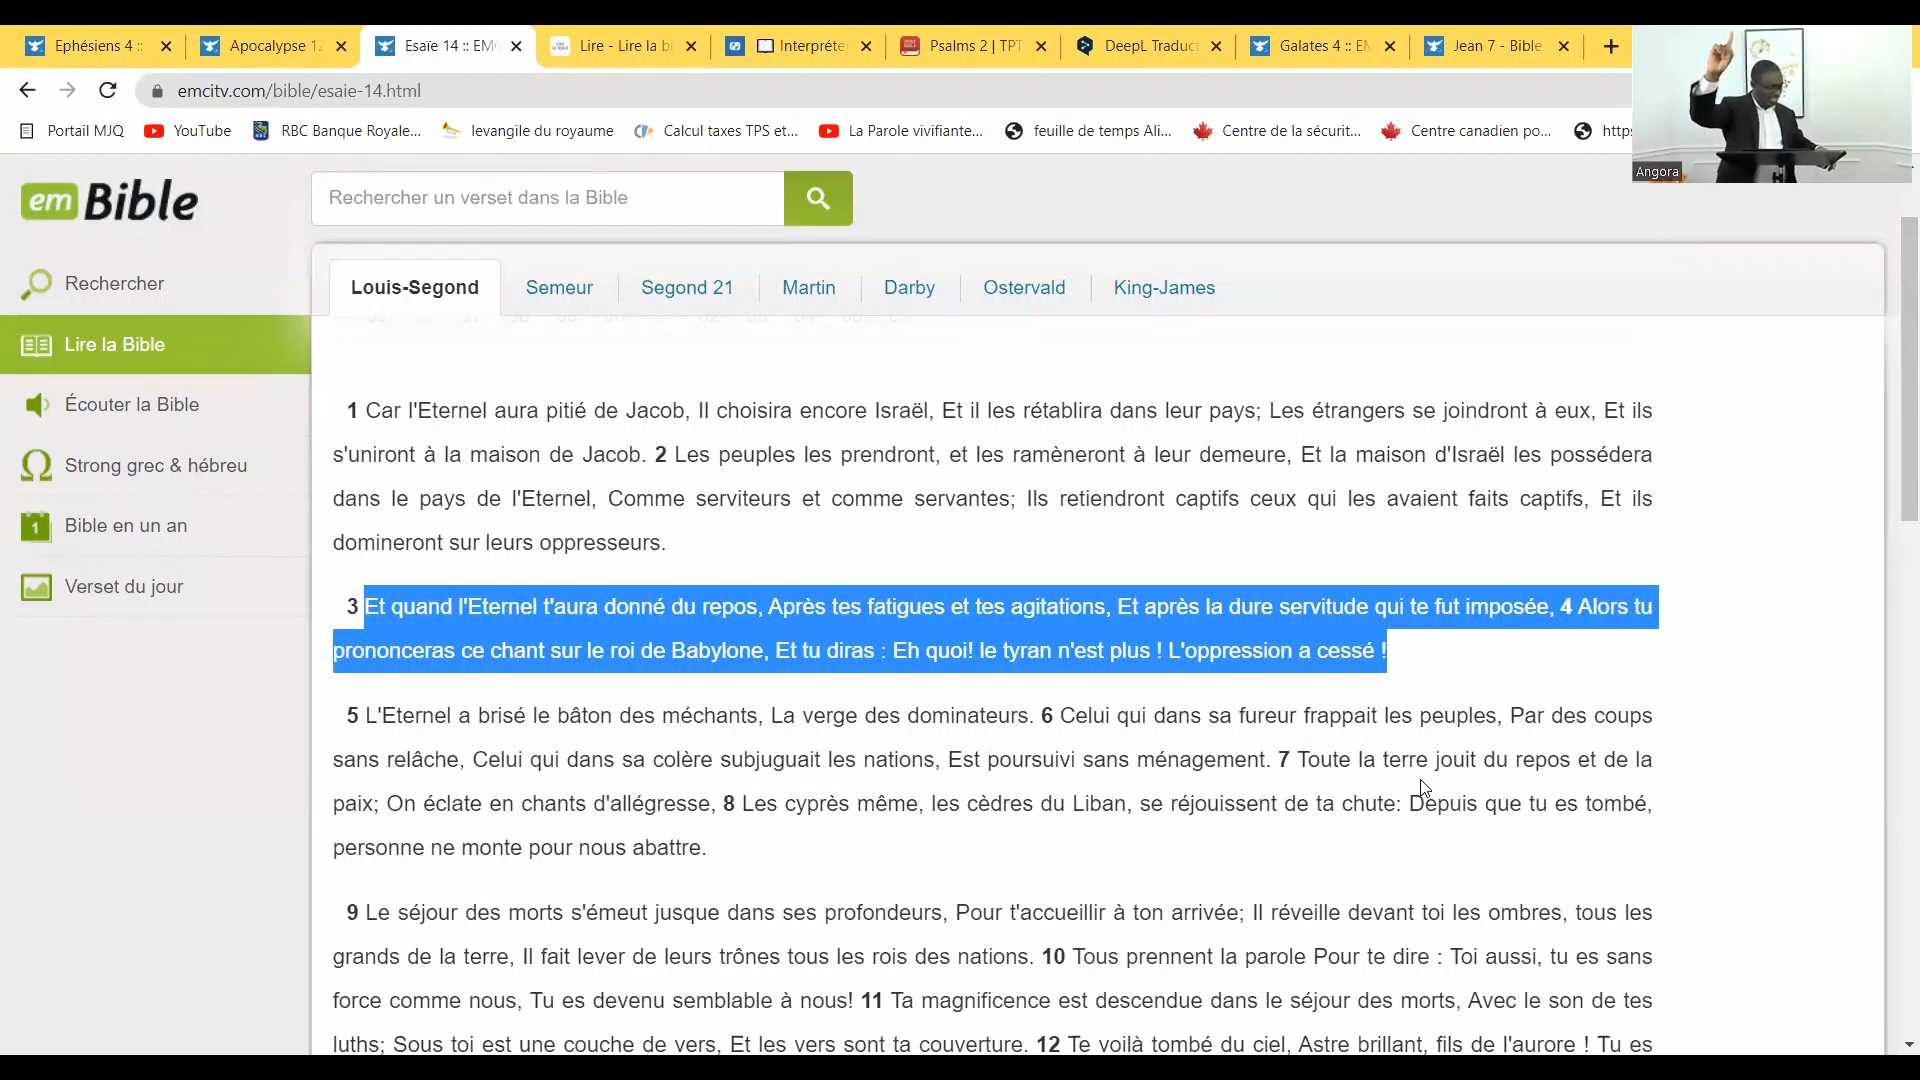 Ephésiens 4 ::
Apocalypse 12
Esaïe 14 :: EMC
Lire - Lire la bi
Interpréte
Psalms 2 | TPT
DeepL Traduct
Galates 4 :: EM
Jean 7 - Bible
emcitv.com/bible/esaie-14.html
Portail MJQ
YouTube
RBC Banque Royale...
levangile du royaume
Calcul taxes TPS et...
La Parole vivifiante...
feuille de temps Ali...
Centre de la sécurit...
Centre canadien po...
https
Angora
em Bible
Rechercher un verset dans la Bible
Rechercher
Lire la Bible
Écouter la Bible
Strong grec & hébreu
1 Bible en un an
Verset du jour
Louis-Segond
Semeur
Segond 21
Martin
Darby
Ostervald
King-James
1 Car l'Eternel aura pitié de Jacob, Il choisira encore Israël, Et il les rétablira dans leur pays; Les étrangers se joindront à eux, Et ils
s'uniront à la maison de Jacob. 2 Les peuples les prendront, et les ramèneront à leur demeure, Et la maison d'Israël les possédera
dans le pays de l'Eternel, Comme serviteurs et comme servantes; Ils retiendront captifs ceux qui les avaient faits captifs, Et ils
domineront sur leurs oppresseurs.
3 Et quand l'Eternel t'aura donné du repos, Après tes fatigues et tes agitations, Et après la dure servitude qui te fut imposée, 4 Alors tu
prononceras ce chant sur le roi de Babylone, Et tu diras : Eh quoi! le tyran n'est plus ! L'oppression a cessé !
5 L'Eternel a brisé le bâton des méchants, La verge des dominateurs. 6 Celui qui dans sa fureur frappait les peuples, Par des coups
sans relâche, Celui qui dans sa colère subjuguait les nations, Est poursuivi sans ménagement. 7 Toute la terre jouit du repos et de la
paix; On éclate en chants d'allégresse, 8 Les cyprès même, les cèdres du Liban, se réjouissent de ta chute: Depuis que tu es tombé,
personne ne monte pour nous abattre.
9 Le séjour des morts s'émeut jusque dans ses profondeurs, Pour t'accueillir à ton arrivée; Il réveille devant toi les ombres, tous les
grands de la terre, Il fait lever de leurs trônes tous les rois des nations. 10 Tous prennent la parole Pour te dire : Toi aussi, tu es sans
force comme nous, Tu es devenu semblable à nous! 11 Ta magnificence est descendue dans le séjour des morts, Avec le son de tes
luths; Sous toi est une couche de vers, Et les vers sont ta couverture. 12 Te voilà tombé du ciel, Astre brillant, fils de l'aurore ! Tu es